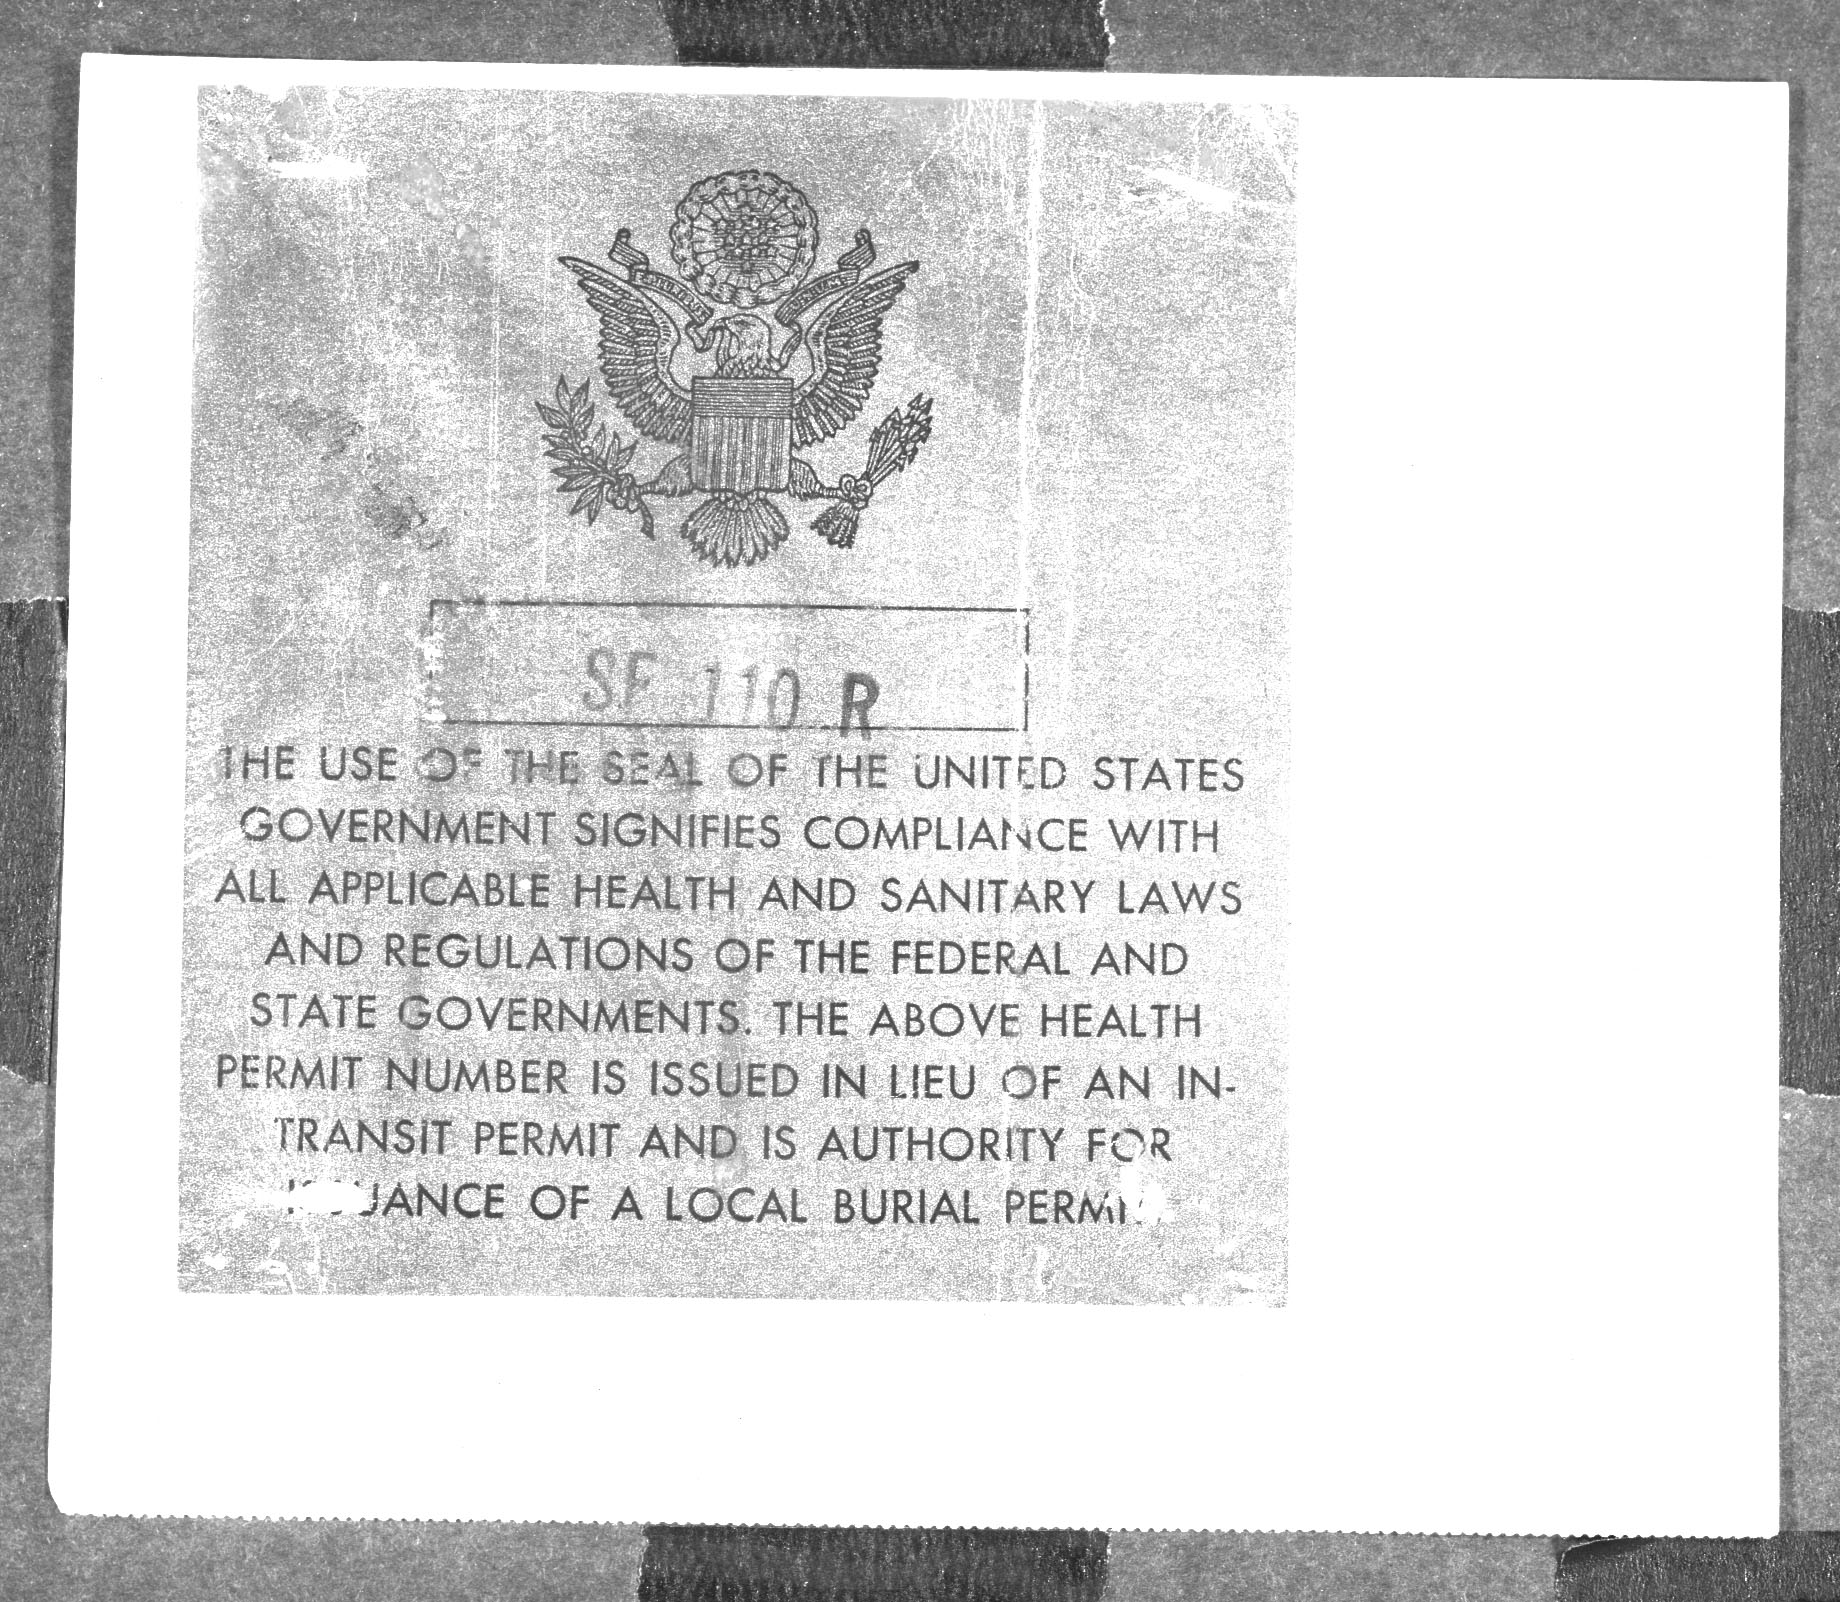 SF 110 R
THE USE OF THE SEAL OF THE UNITED STATES
GOVERNMENT SIGNIFIES COMPLIANCE WITH
ALL APPLICABLE HEALTH AND SANITARY LAWS
AND REGULATIONS OF THE FEDERAL AND
STATE GOVERNMENTS. THE ABOVE HEALTH
PERMIT NUMBER IS ISSUED IN LIEU OF AN IN-
TRANSIT PERMIT AND IS AUTHORITY FOR
ISSUANCE OF A LOCAL BURIAL PERMIT